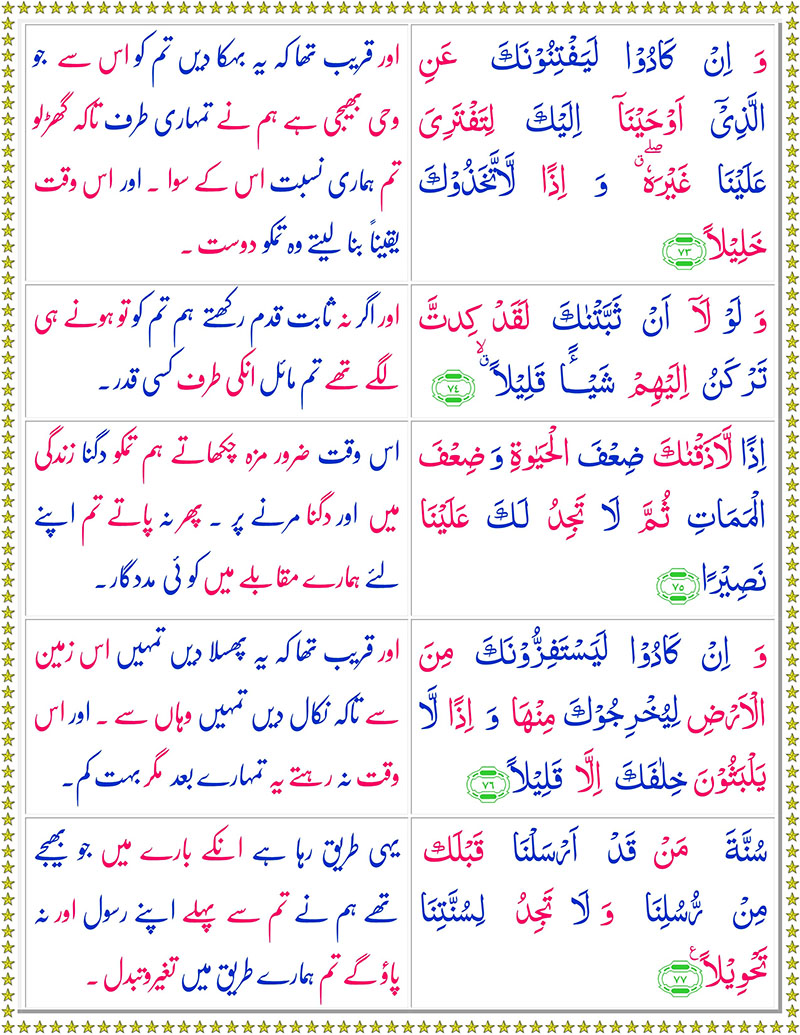 وَ اِنۡ كَادُوۡا لَيَفۡتِنُوۡنَكَ عَنِ
الَّذِىۡۤ اَوۡحَيۡنَاۤ اِلَيۡكَ لِتَفۡتَرِىَ
عَلَيۡنَا غَيۡرَهٗ‌ ۖۗ وَ اِذًا لَّاتَّخَذُوۡكَ
خَلِيۡلًا ﴿۷۳﴾
اور قریب تھا کہ یہ بہکا دیں تم کو اس سے جو
وحی بھیجی ہے ہم نے تمہاری طرف تاکہ گھڑلو
تم ہماری نسبت اس کے سوا ۔ اور اس وقت
یقیناً بنا لیتے وہ تمکو دوست ۔
وَ لَوۡ لَاۤ اَنۡ ثَبَّتۡنٰكَ لَقَدۡ كِدتَّ
تَرۡكَنُ اِلَيۡهِمۡ شَيۡــًٔـا قَلِيۡلًا ۙۗ ﴿۷۴﴾
اور اگر نہ ثابت قدم رکھتے ہم تم کو تو ہونے ہی
لگے تھے تم مائل انکی طرف کسی قدر۔
اِذًا لَّاَذَقۡنٰكَ ضِعۡفَ الۡحَيٰوةِ وَ ضِعۡفَ
الۡمَمَاتِ ثُمَّ لَا تَجِدُ لَـكَ عَلَيۡنَا
نَصِيۡرًا ﴿۷۵﴾
اس وقت ضرور مزہ چکھاتے ہم تمکو دگنا زندگی
میں اور دگنا مرنے پر ۔ پھر نہ پاتے تم اپنے
لئے ہمارے مقابلے میں کوئی مددگار۔
وَ اِنۡ كَادُوۡا لَيَسۡتَفِزُّوۡنَكَ مِنَ
الۡاَرۡضِ لِيُخۡرِجُوۡكَ مِنۡهَا وَ اِذًا لَّا
يَلۡبَثُوۡنَ خِلٰفَكَ اِلَّا قَلِيۡلًا ﴿۷۶﴾
اور قریب تھا کہ یہ پھسلا دیں تمہیں اس زمین
سے تاکہ نکال دیں تمہیں وہاں سے ۔ اور اس
وقت نہ رہتے یہ تمہارے بعد مگر بہت کم۔
سُنَّةَ مَنۡ قَدۡ اَرۡسَلۡنَا قَبۡلَكَ
مِنۡ رُّسُلِنَا وَ لَا تَجِدُ لِسُنَّتِنَا
تَحۡوِيۡلًا ع ﴿۷۷﴾
یہی طریق رہا ہے انکے بارے میں جو بھیجے
تھے ہم نے تم سے پہلے اپنے رسول اور نہ
پاؤ گے تم ہمارے طریق میں تغیروتبدل ۔